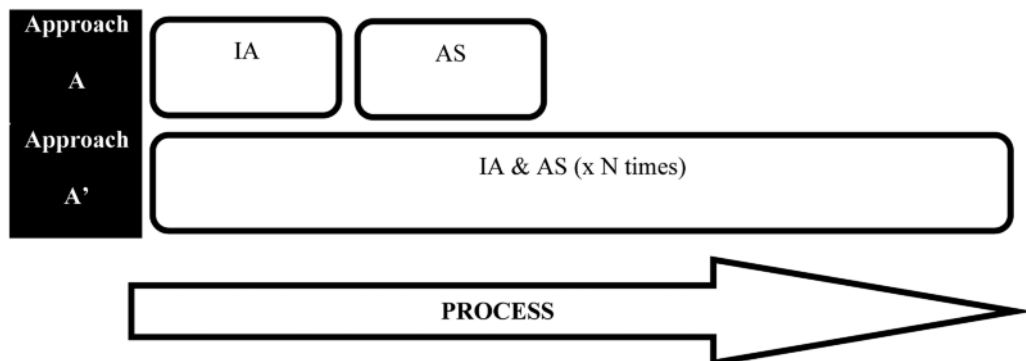 Approach
A
IA
AS
Approach
A’
IA & AS (x N times)
PROCESS